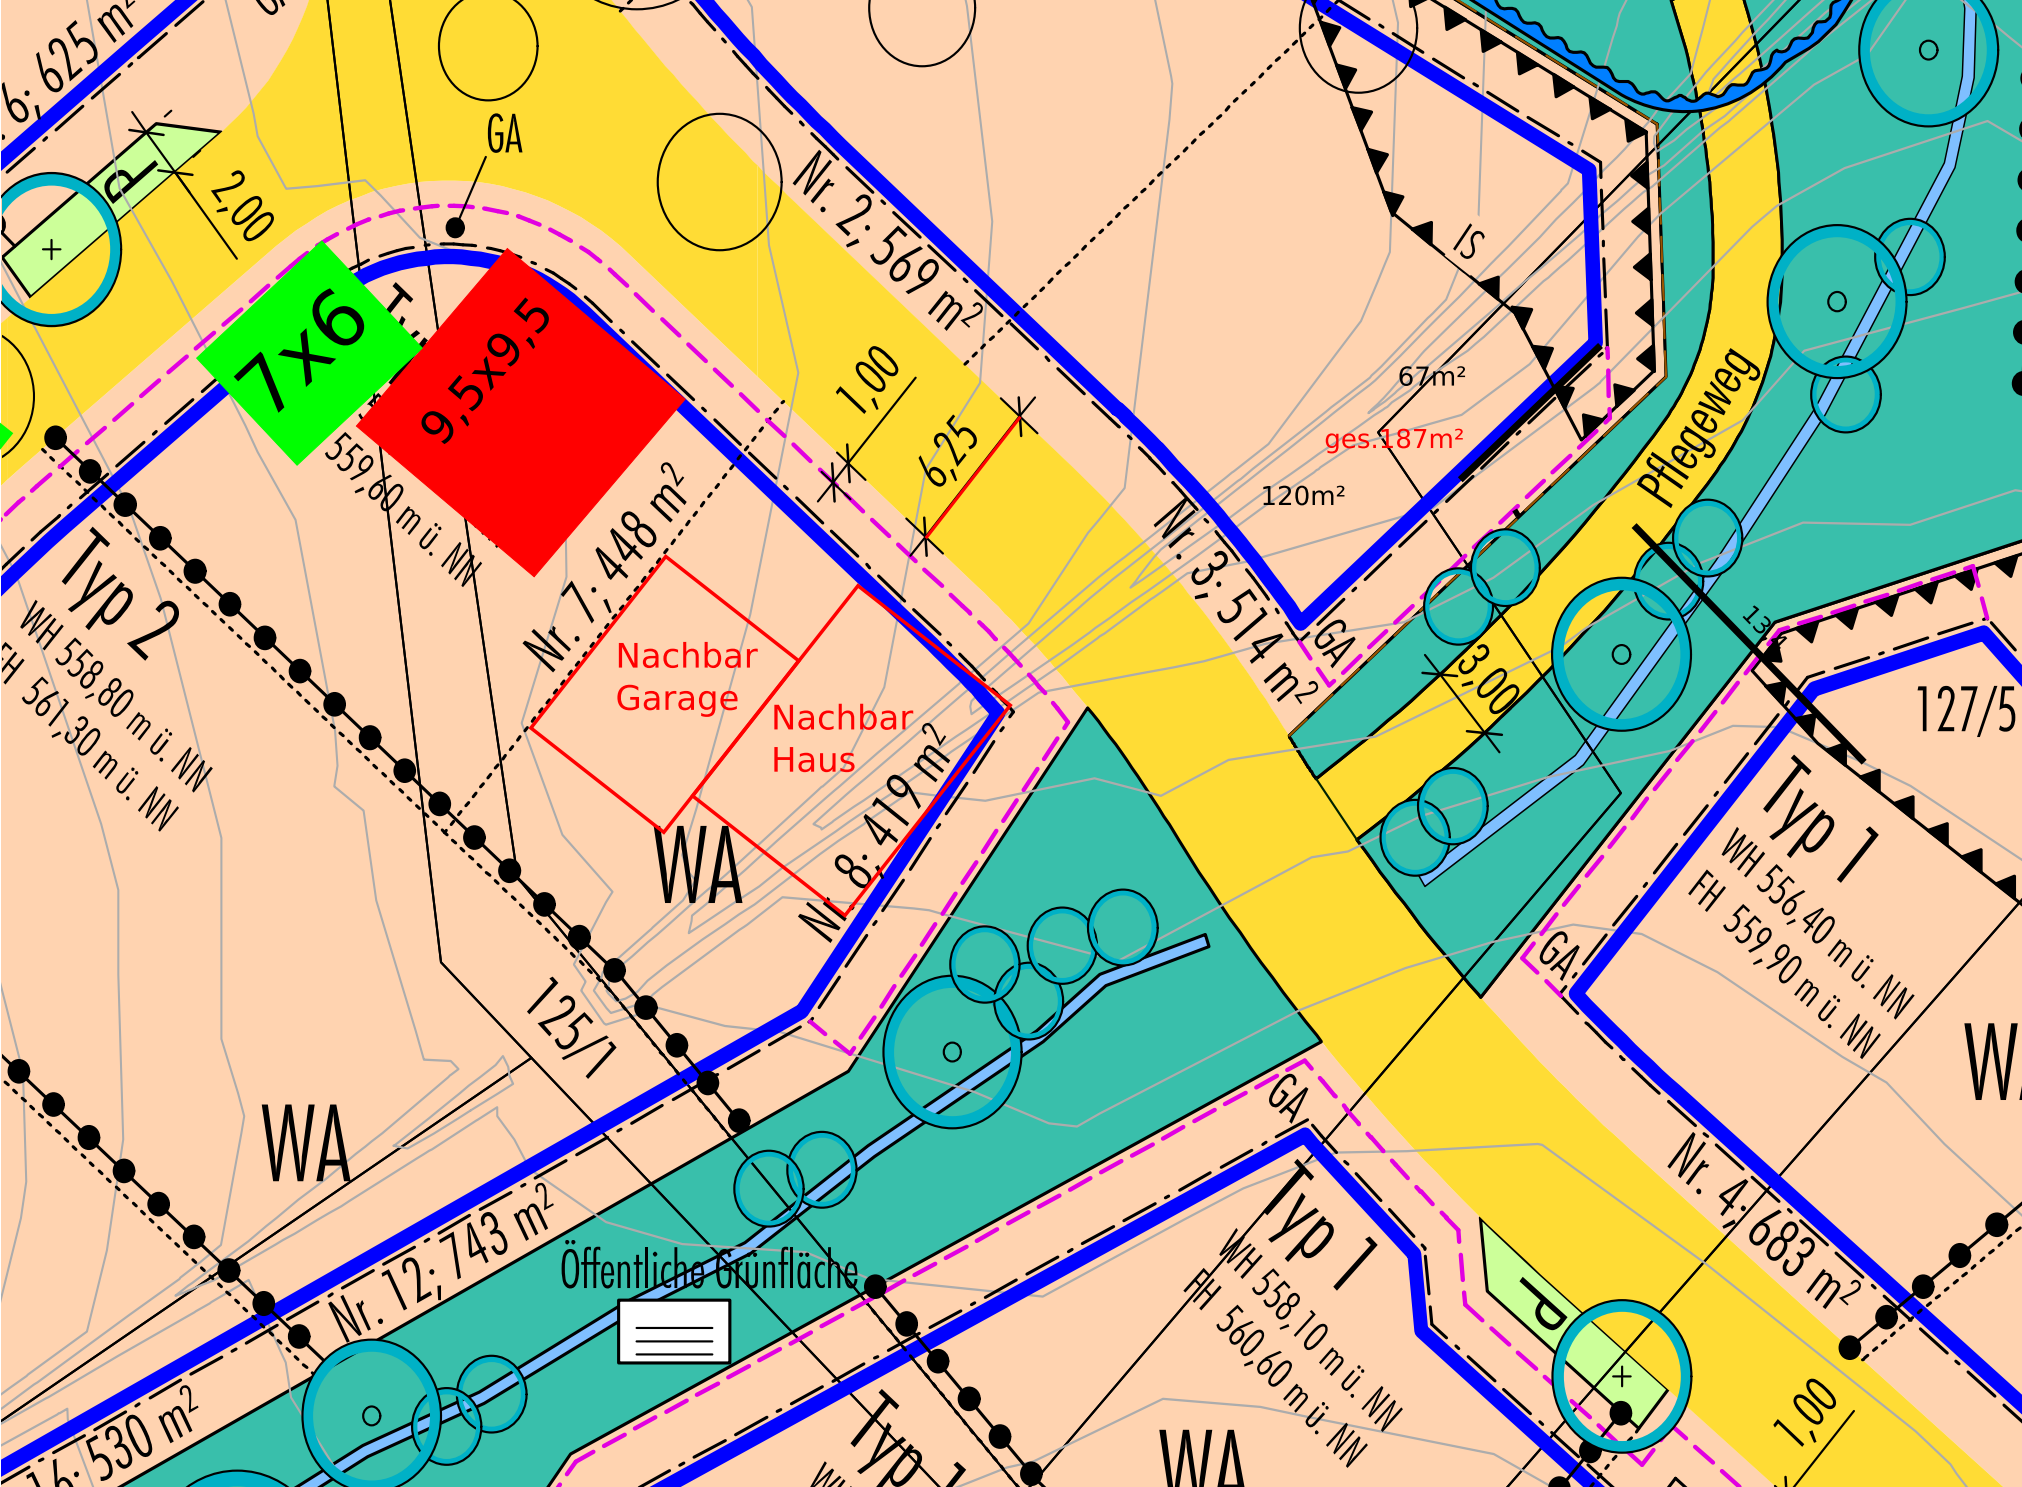 6; 625 m²
P
2,00
GA
Nr. 2; 569 m²
IS
7x6
9,5x9,5
559,60 m ü. NN
1,00
6,25
67m²
ges.187m²
120m²
Pflegeweg
Typ 2
WH 558,80 m ü. NN
FH 561,30 m ü. NN
Nr. 7; 448 m²
Nr. 3; 514 m²
GA
3,00
127/5
Nachbar
Garage
Nachbar
Haus
WA
Nr. 8; 419 m²
Typ 1
WH 556,40 m ü. NN
FH 559,90 m ü. NN
GA
125/1
WA
WA
GA
Nr. 4; 683 m²
Nr. 12; 743 m²
Öffentliche Grünfläche
Typ 1
WH 558,10 m ü. NN
FH 560,60 m ü. NN
P
1,00
16; 530 m²
Typ 1
WA